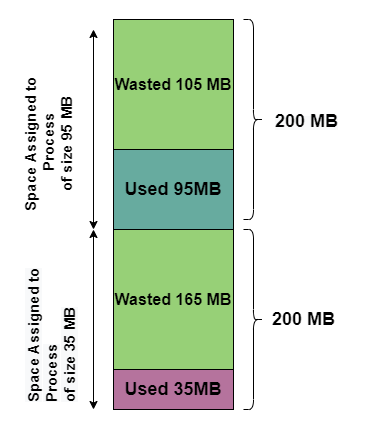 Space Assigned to
Process
of size 95 MB
Wasted 105 MB
Used 95MB
200 MB
Space Assigned to
Process
of size 35 MB
Wasted 165 MB
Used 35MB
200 MB